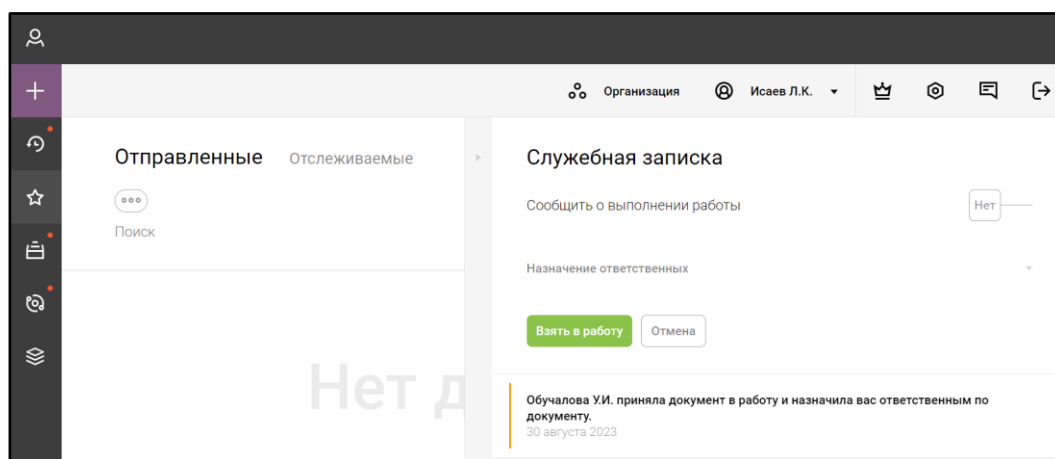 Организация Исаев Л.К.
Отправленные Отслеживаемые
Поиск
Служебная записка
Сообщить о выполнении работы Нет
Назначение ответственных
Взять в работу Отмена
Нет
Обучалова У.И. приняла документ в работу и назначила вас ответственным по
документу.
30 августа 2023